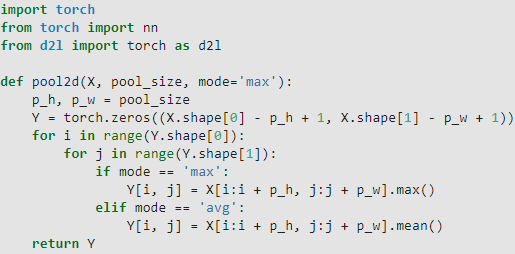 import torch
from torch import nn
from d2l import torch as d2l

def pool2d(X, pool_size, mode='max'):
    p_h, p_w = pool_size
    Y = torch.zeros((X.shape[0] - p_h + 1, X.shape[1] - p_w + 1))
    for i in range(Y.shape[0]):
        for j in range(Y.shape[1]):
            if mode == 'max':
                Y[i, j] = X[i:i + p_h, j:j + p_w].max()
            elif mode == 'avg':
                Y[i, j] = X[i:i + p_h, j:j + p_w].mean()
    return Y